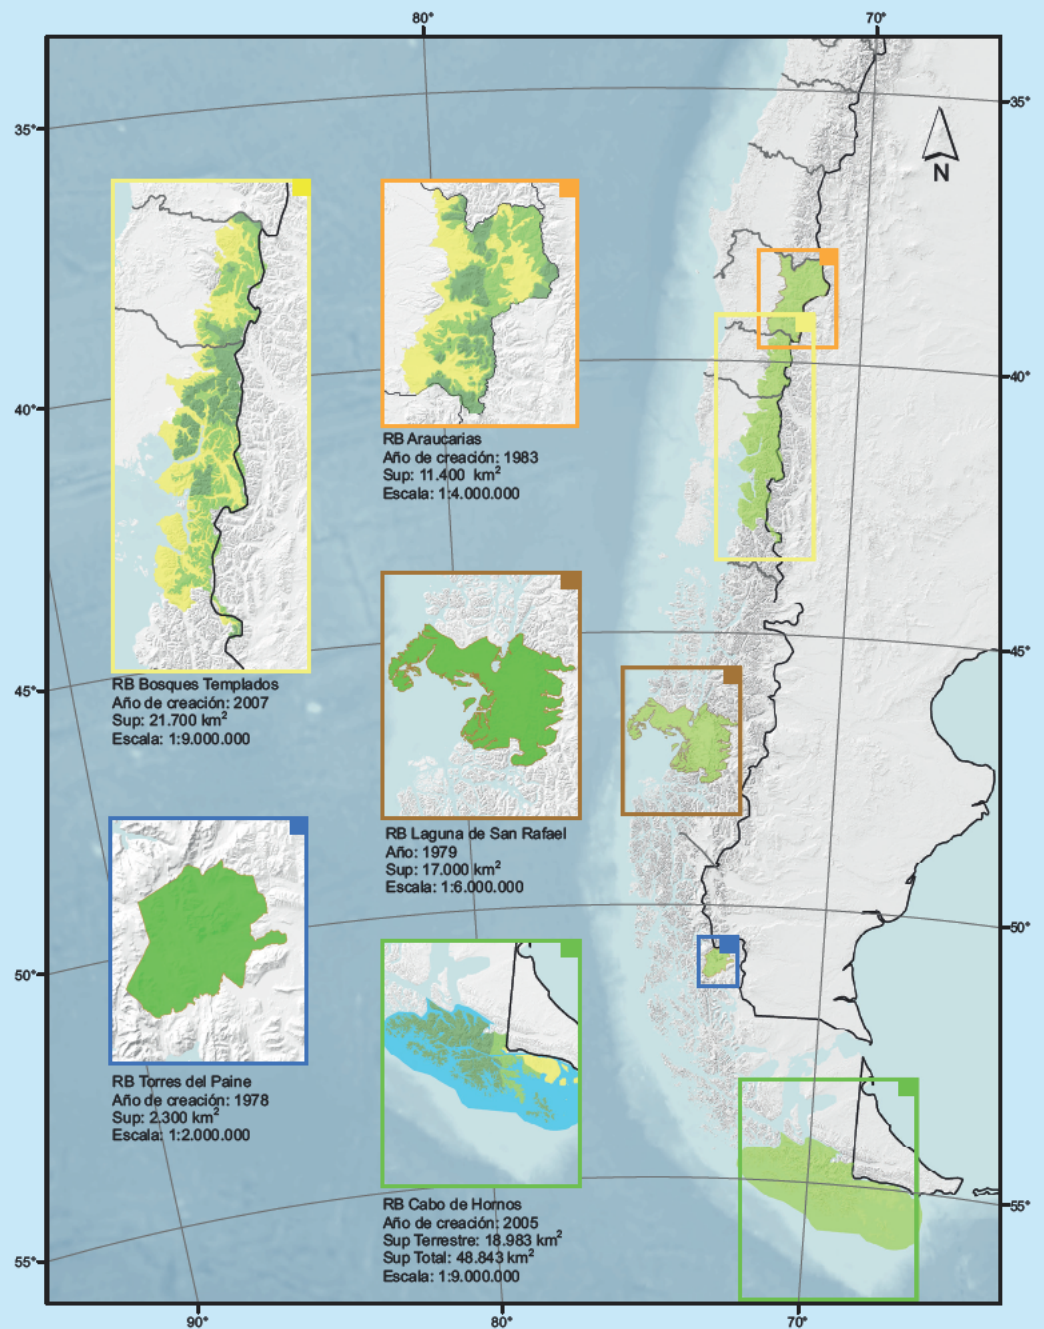 80°
70°
35°
35°
N
40°
40°
RB Araucarias
Año de creación: 1983
Sup: 11.400 km²
Escala: 1:4.000.000
45°
45°
RB Bosques Templados
Año de creación: 2007
Sup: 21.700 km²
Escala: 1:9.000.000
RB Laguna de San Rafael
Año: 1979
Sup: 17.000 km²
Escala: 1:6.000.000
50°
50°
RB Torres del Paine
Año de creación: 1978
Sup: 2.300 km²
Escala: 1:2.000.000
RB Cabo de Hornos
Año de creación: 2005
Sup Terrestre: 18.983 km²
Sup Total: 48.843 km²
Escala: 1:9.000.000
55°
55°
90°
80°
70°